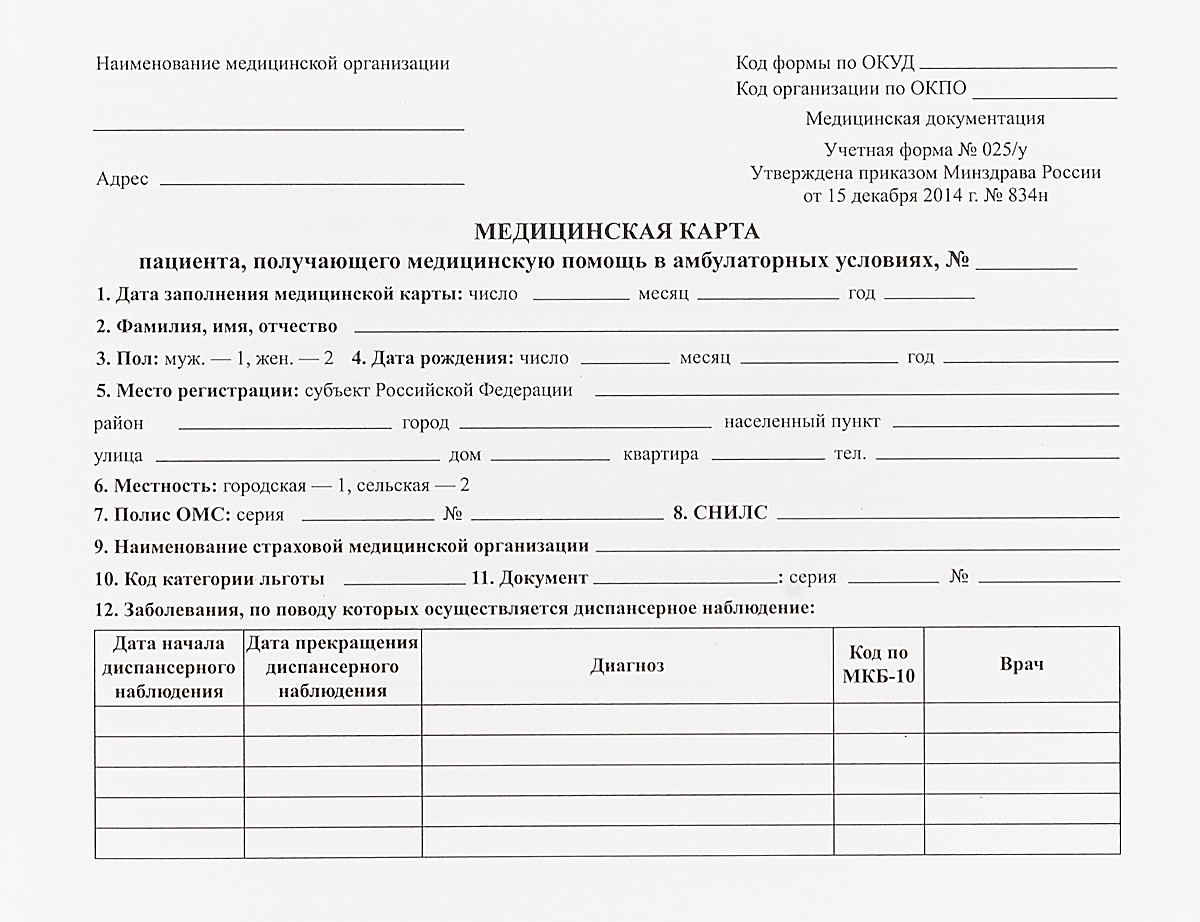 Наименование медицинской организации
Код формы по ОКУД
Код организации по ОКПО
Медицинская документация
Учетная форма № 025/у
Адрес
Утверждена приказом Минздрава России
от 15 декабря 2014 г. № 834н
МЕДИЦИНСКАЯ КАРТА
пациента, получающего медицинскую помощь в амбулаторных условиях, №
1. Дата заполнения медицинской карты: число месяц год
2. Фамилия, имя, отчество
3. Пол: муж. — 1, жен. — 2 4. Дата рождения: число месяц год
5. Место регистрации: субъект Российской Федерации
район город населенный пункт
улица дом квартира тел.
6. Местность: городская — 1, сельская — 2
7. Полис ОМС: серия № 8. СНИЛС
9. Наименование страховой медицинской организации
10. Код категории льготы 11. Документ : серия №
12. Заболевания, по поводу которых осуществляется диспансерное наблюдение:
Дата начала
диспансерного
наблюдения
Дата прекращения
диспансерного
наблюдения
Диагноз
Код по
МКБ-10
Врач